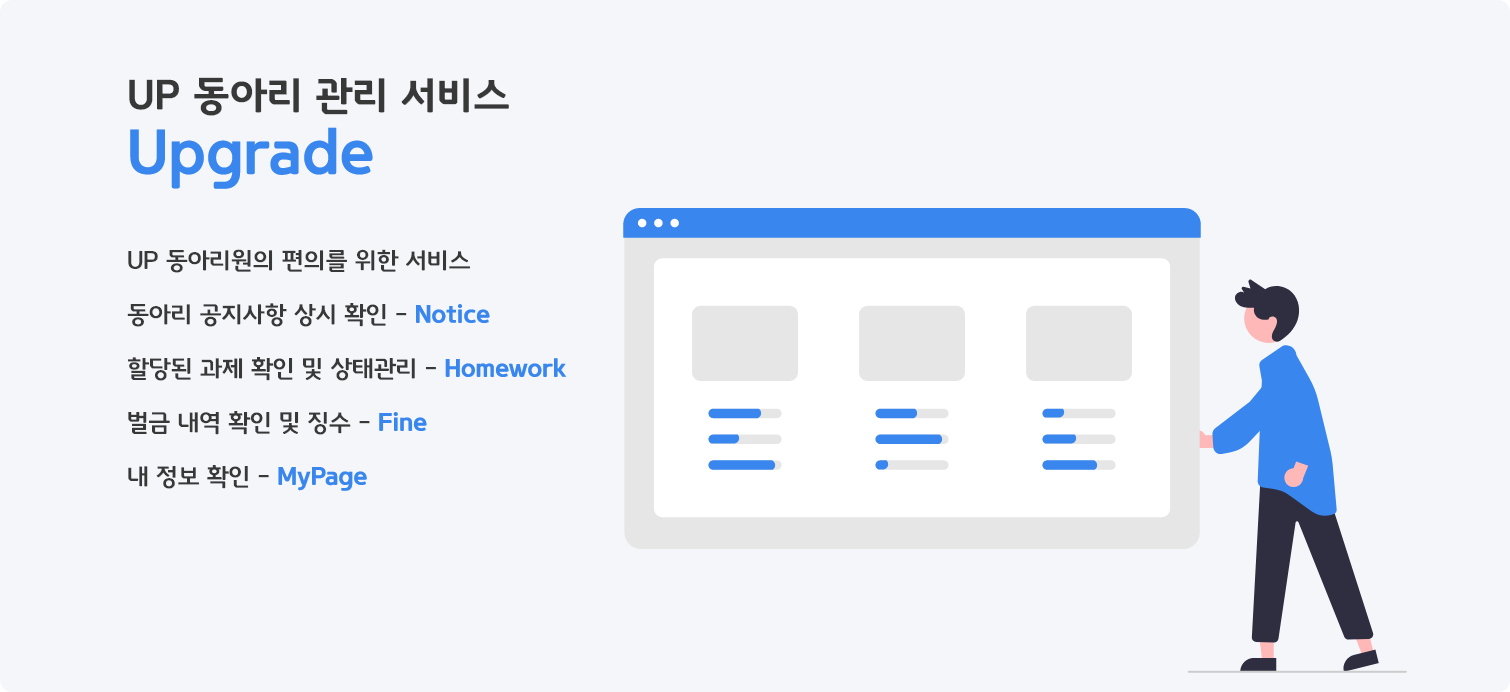 UP 동아리 관리 서비스
Upgrade
UP 동아리원의 편의를 위한 서비스
동아리 공지사항 상시 확인 - Notice
할당된 과제 확인 및 상태관리 - Homework
벌금 내역 확인 및 징수 - Fine
내 정보 확인 - MyPage